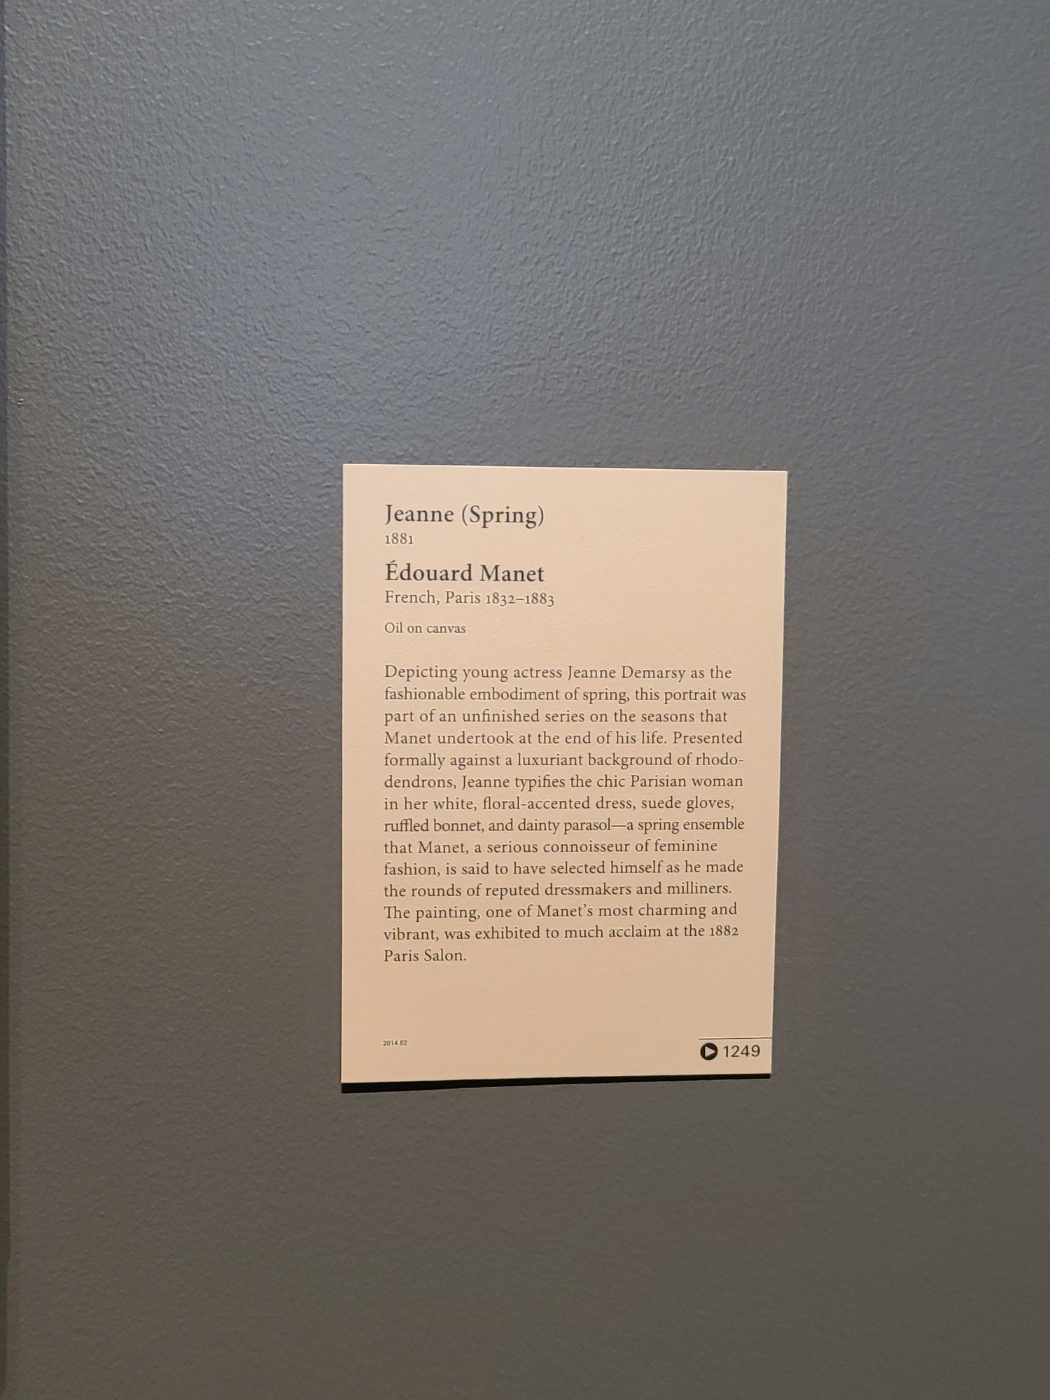 Jeanne (Spring)
1881
Édouard Manet
French, Paris 1832–1883
Oil on canvas
Depicting young actress Jeanne Demarsy as the
fashionable embodiment of spring, this portrait was
part of an unfinished series on the seasons that
Manet undertook at the end of his life. Presented
formally against a luxuriant background of rhodo-
dendrons, Jeanne typifies the chic Parisian woman
in her white, floral-accented dress, suede gloves,
ruffled bonnet, and dainty parasol—a spring ensemble
that Manet, a serious connoisseur of feminine
fashion, is said to have selected himself as he made
the rounds of reputed dressmakers and milliners.
The painting, one of Manet’s most charming and
vibrant, was exhibited to much acclaim at the 1882
Paris Salon.
2014.62
1249